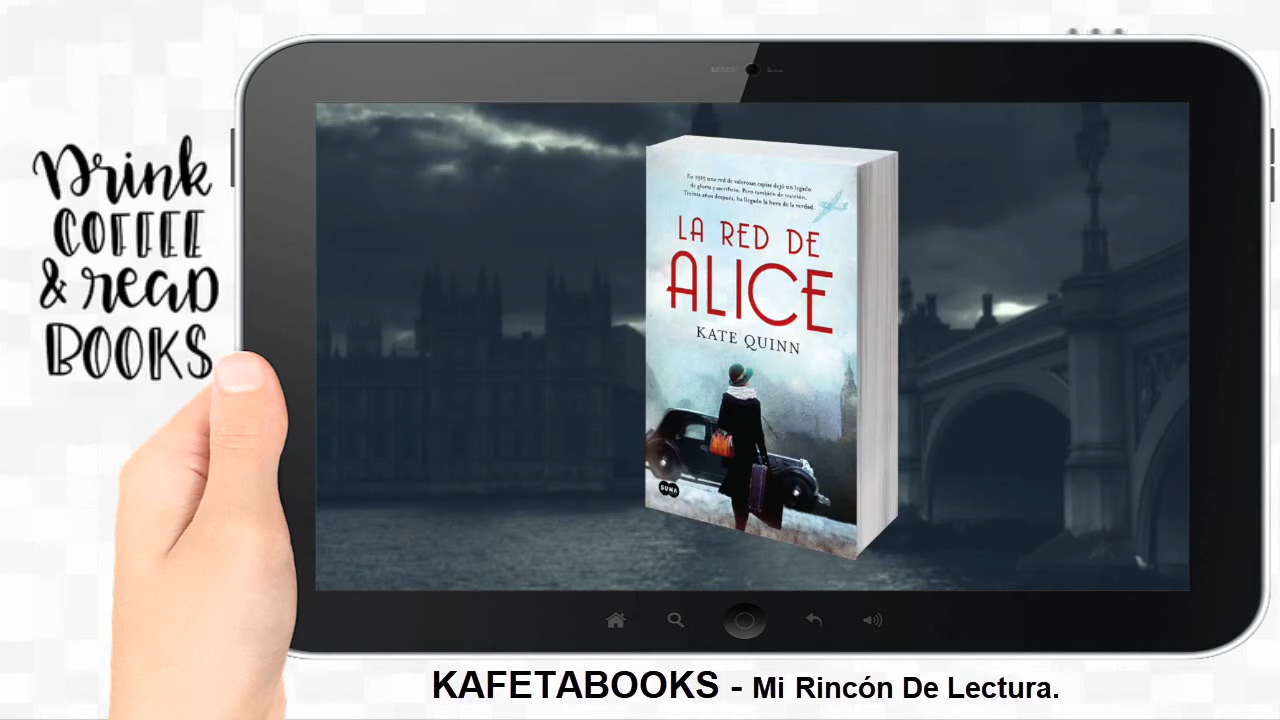 Drink
COFFEE
& read
BOOKS
En 1915 una red de valerosas espías dejó un legado
de gloria y sacrificio. Pero también de traición.
Treinta años después, ha llegado la hora de la verdad.
LA RED DE
ALICE
KATE QUINN
SUMA
KAFETABOOKS - Mi Rincón De Lectura.